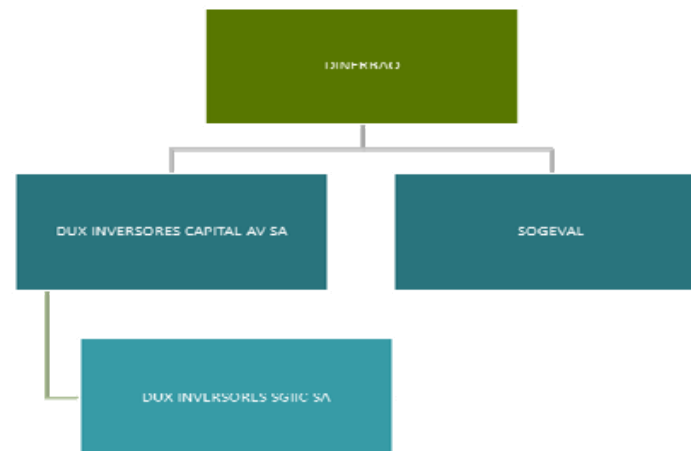 DINERBAO
DUX INVERSORES CAPITAL AV SA
SOGEVAL
DUX INVERSORES SGIIC SA